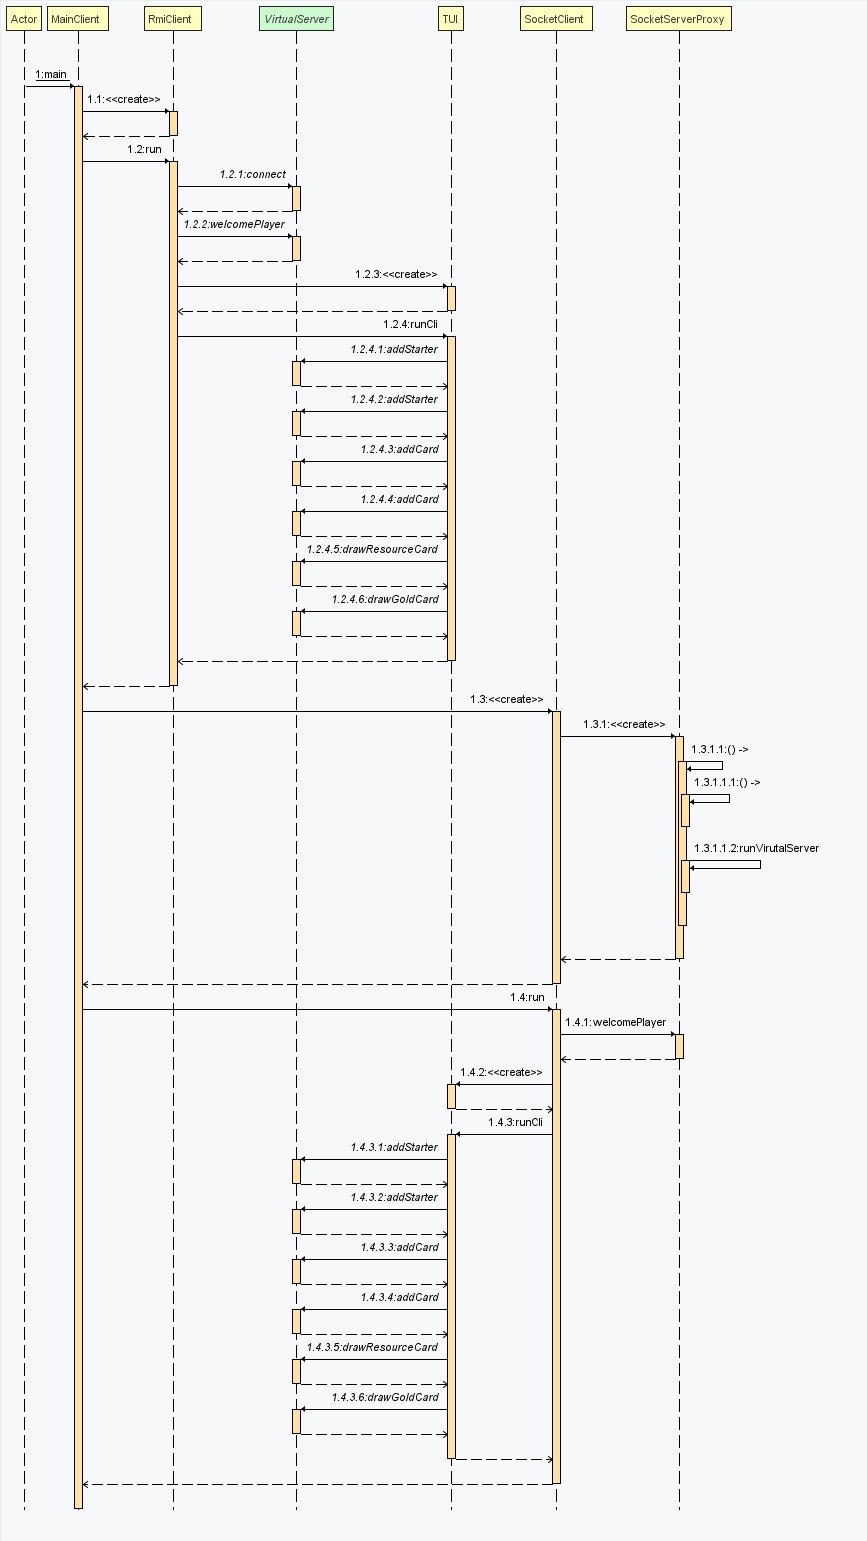 Actor MainClient RmiClient VirtualServer TUI SocketClient SocketServerProxy
1:main
1.1:<<create>>
1.2:run
1.2.1:connect
1.2.2:welcomePlayer
1.2.3:<<create>>
1.2.4:runCli
1.2.4.1:addStarter
1.2.4.2:addStarter
1.2.4.3:addCard
1.2.4.4:addCard
1.2.4.5:drawResourceCard
1.2.4.6:drawGoldCard
1.3:<<create>>
1.3.1:<<create>>
1.3.1.1:() ->
1.3.1.1.1:() ->
1.3.1.1.2:runVirutalServer
1.4:run
1.4.1:welcomePlayer
1.4.2:<<create>>
1.4.3:runCli
1.4.3.1:addStarter
1.4.3.2:addStarter
1.4.3.3:addCard
1.4.3.4:addCard
1.4.3.5:drawResourceCard
1.4.3.6:drawGoldCard